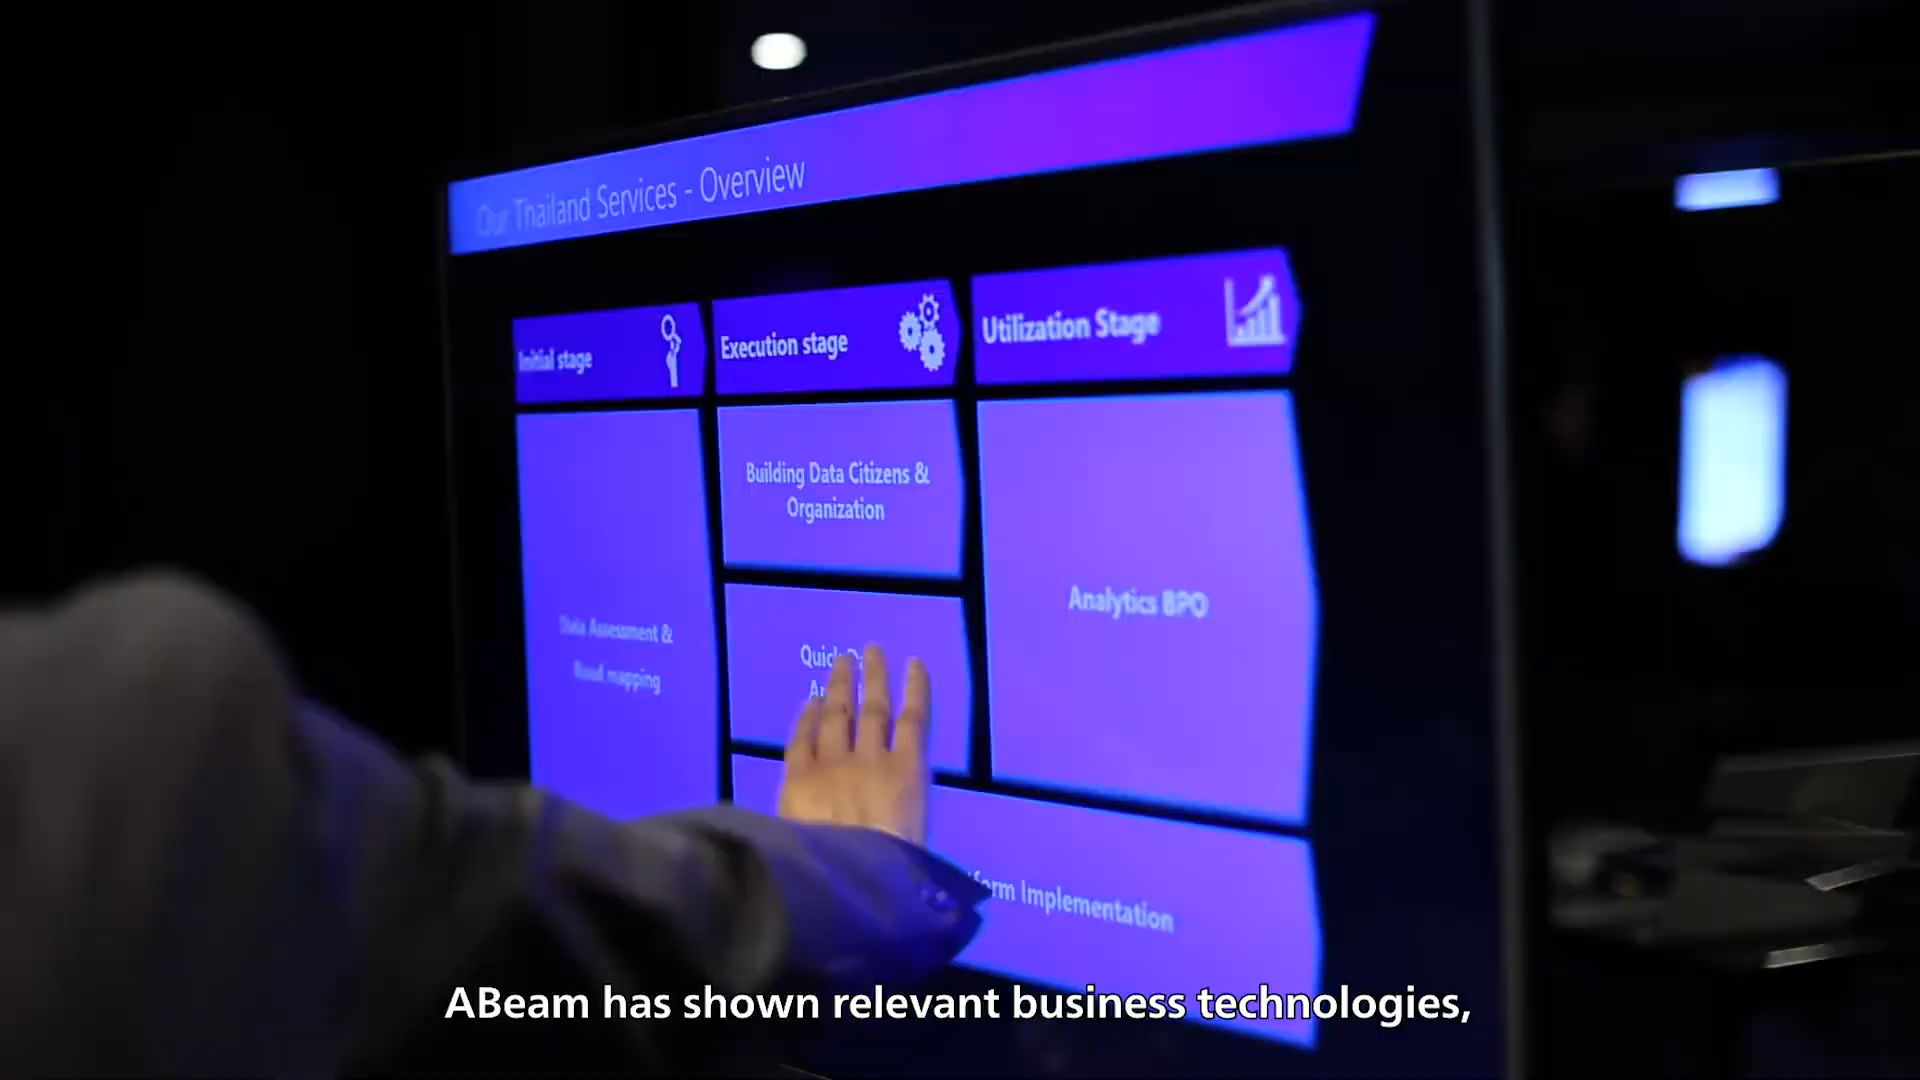 Our Thailand Services - Overview
Initial stage
Execution stage
Utilization Stage
Building Data Citizens &
Organization
Data Assessment &
Road mapping
Quick
Analytics BPO
Implementation
ABeam has shown relevant business technologies,